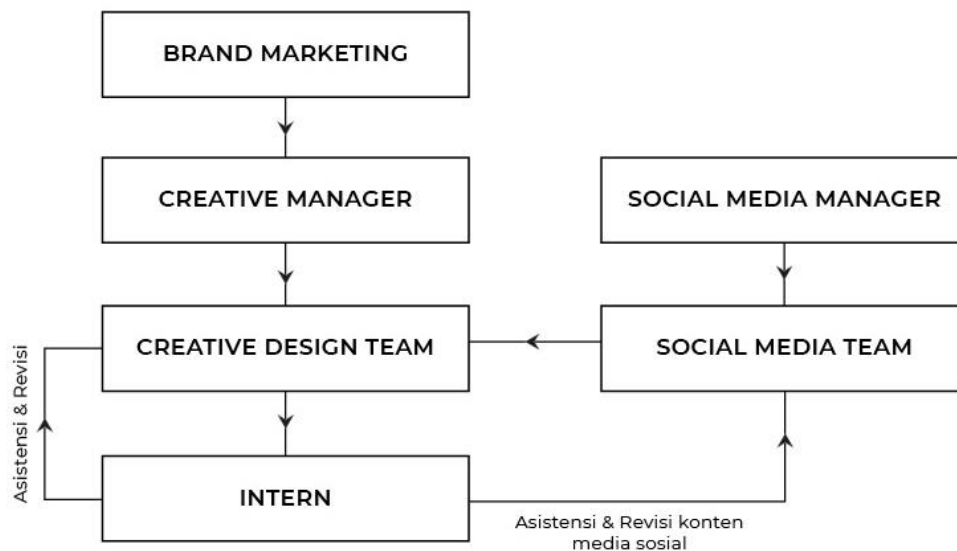 BRAND MARKETING
CREATIVE MANAGER
SOCIAL MEDIA MANAGER
CREATIVE DESIGN TEAM
SOCIAL MEDIA TEAM
Asistensi & Revisi
INTERN
Asistensi & Revisi konten
media sosial